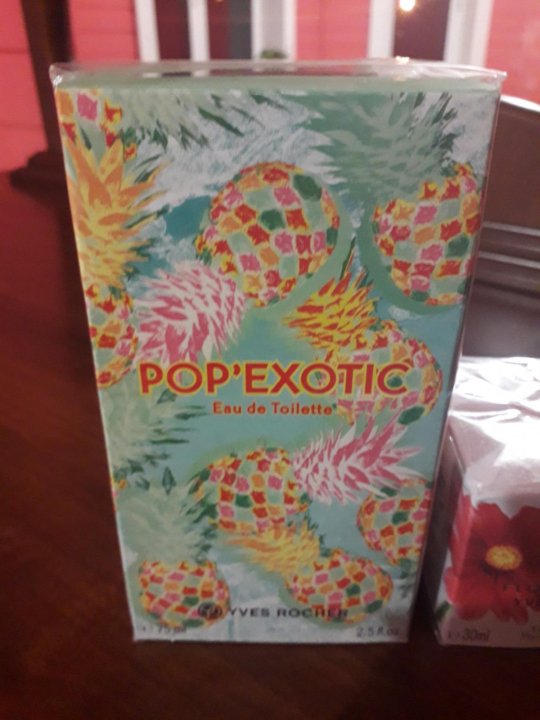 POP'EXOTIC
Eau de Toilette
YVES ROCHER
75 ml
2.5 fl.oz.
30ml